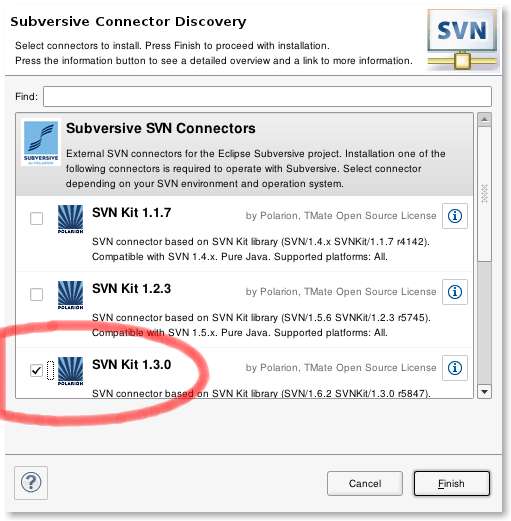 Subversive Connector Discovery
Select connectors to install. Press Finish to proceed with installation.
Press the information button to see a detailed overview and a link to more information.
SVN
Find:
Subversive SVN Connectors
SUBVERSIVE
External SVN connectors for the Eclipse Subversive project. Installation one of the
following connectors is required to operate with Subversive. Select connector
depending on your SVN environment and operation system.
SVN Kit 1.1.7
by Polarion, TMate Open Source License
POLARION
SVN connector based on SVN Kit library (SVN/1.4.x SVNKit/1.1.7 r4142).
Compatible with SVN 1.4.x. Pure Java. Supported platforms: All.
SVN Kit 1.2.3
by Polarion, TMate Open Source License
POLARION
SVN connector based on SVN Kit library (SVN/1.5.6 SVNKit/1.2.3 r5745).
Compatible with SVN 1.5.x. Pure Java. Supported platforms: All.
SVN Kit 1.3.0
by Polarion, TMate Open Source License
POLARION
SVN connector based on SVN Kit library (SVN/1.6.2 SVNKit/1.3.0 r5847).
?
Cancel
Finish